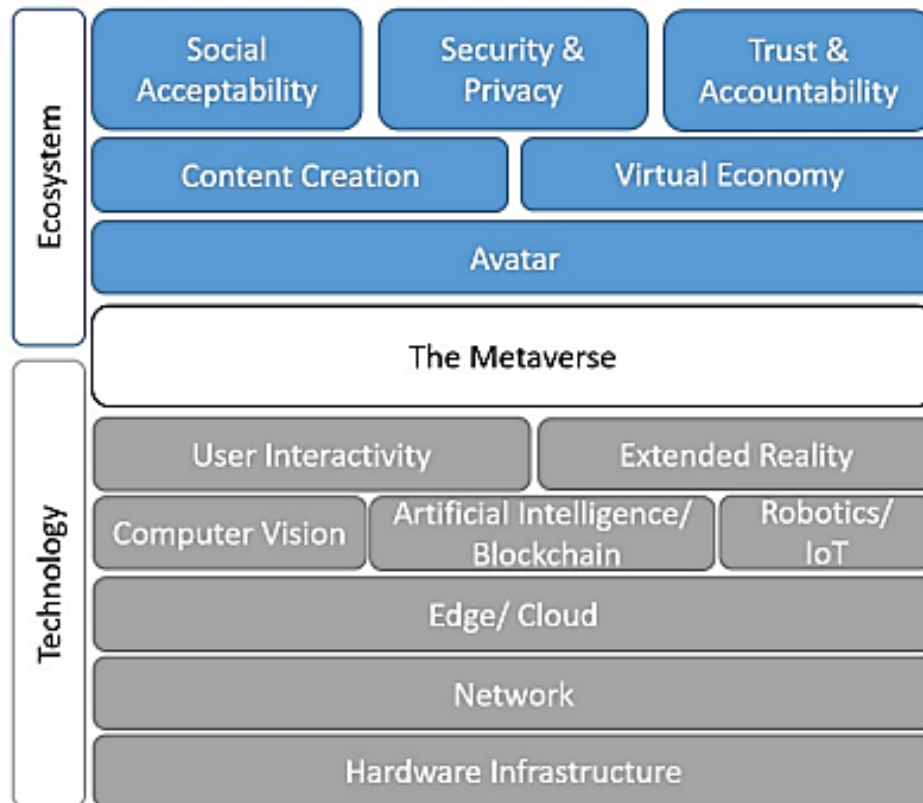 Ecosystem
Social
Acceptability
Security &
Privacy
Trust &
Accountability
Content Creation
Virtual Economy
Avatar
The Metaverse
Technology
User Interactivity
Extended Reality
Computer Vision
Artificial Intelligence/
Blockchain
Robotics/
IoT
Edge/ Cloud
Network
Hardware Infrastructure